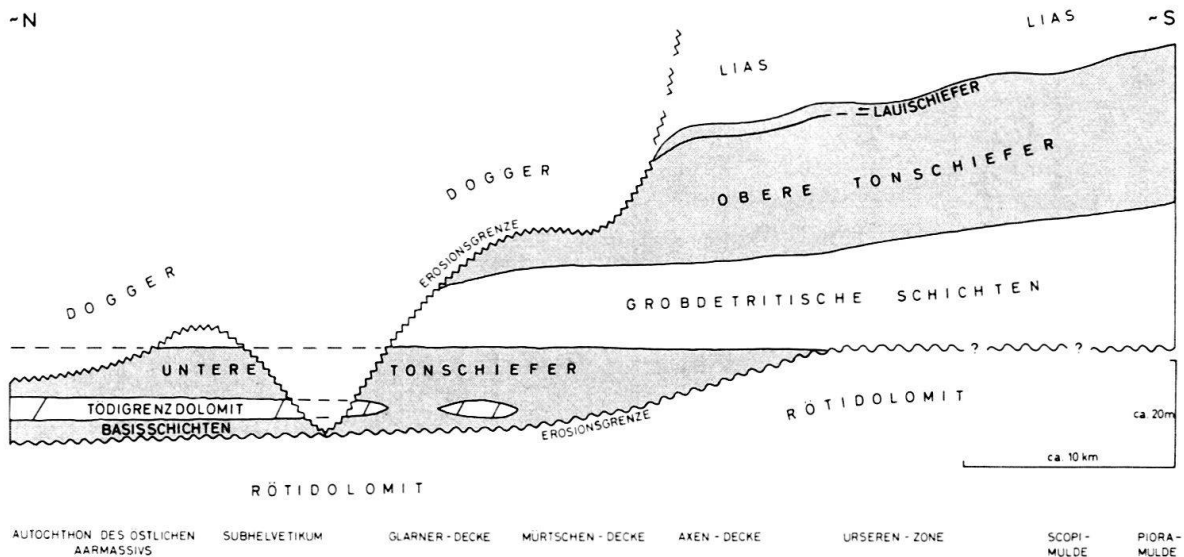 ~N
~S
LIAS
LIAS
LAUISCHIEFER
DOGGER
OBERE TONSCHIEFER
EROSIONSGRENZE
DOGGER
GROBDETRITISCHE SCHICHTEN
? ?
UNTERE TONSCHIEFER
TÖDIGRENZDOLOMIT
BASISSCHICHTEN
EROSIONSGRENZE
RÖTIDOLOMIT
ca. 20m
ca. 10 km
RÖTIDOLOMIT
AUTOCHTHON DES ÖSTLICHEN AARMASSIVS
SUBHELVETIKUM
GLARNER - DECKE
MÜRTSCHEN - DECKE
AXEN - DECKE
URSEREN - ZONE
SCOPI-
MULDE
PIORA-
MULDE